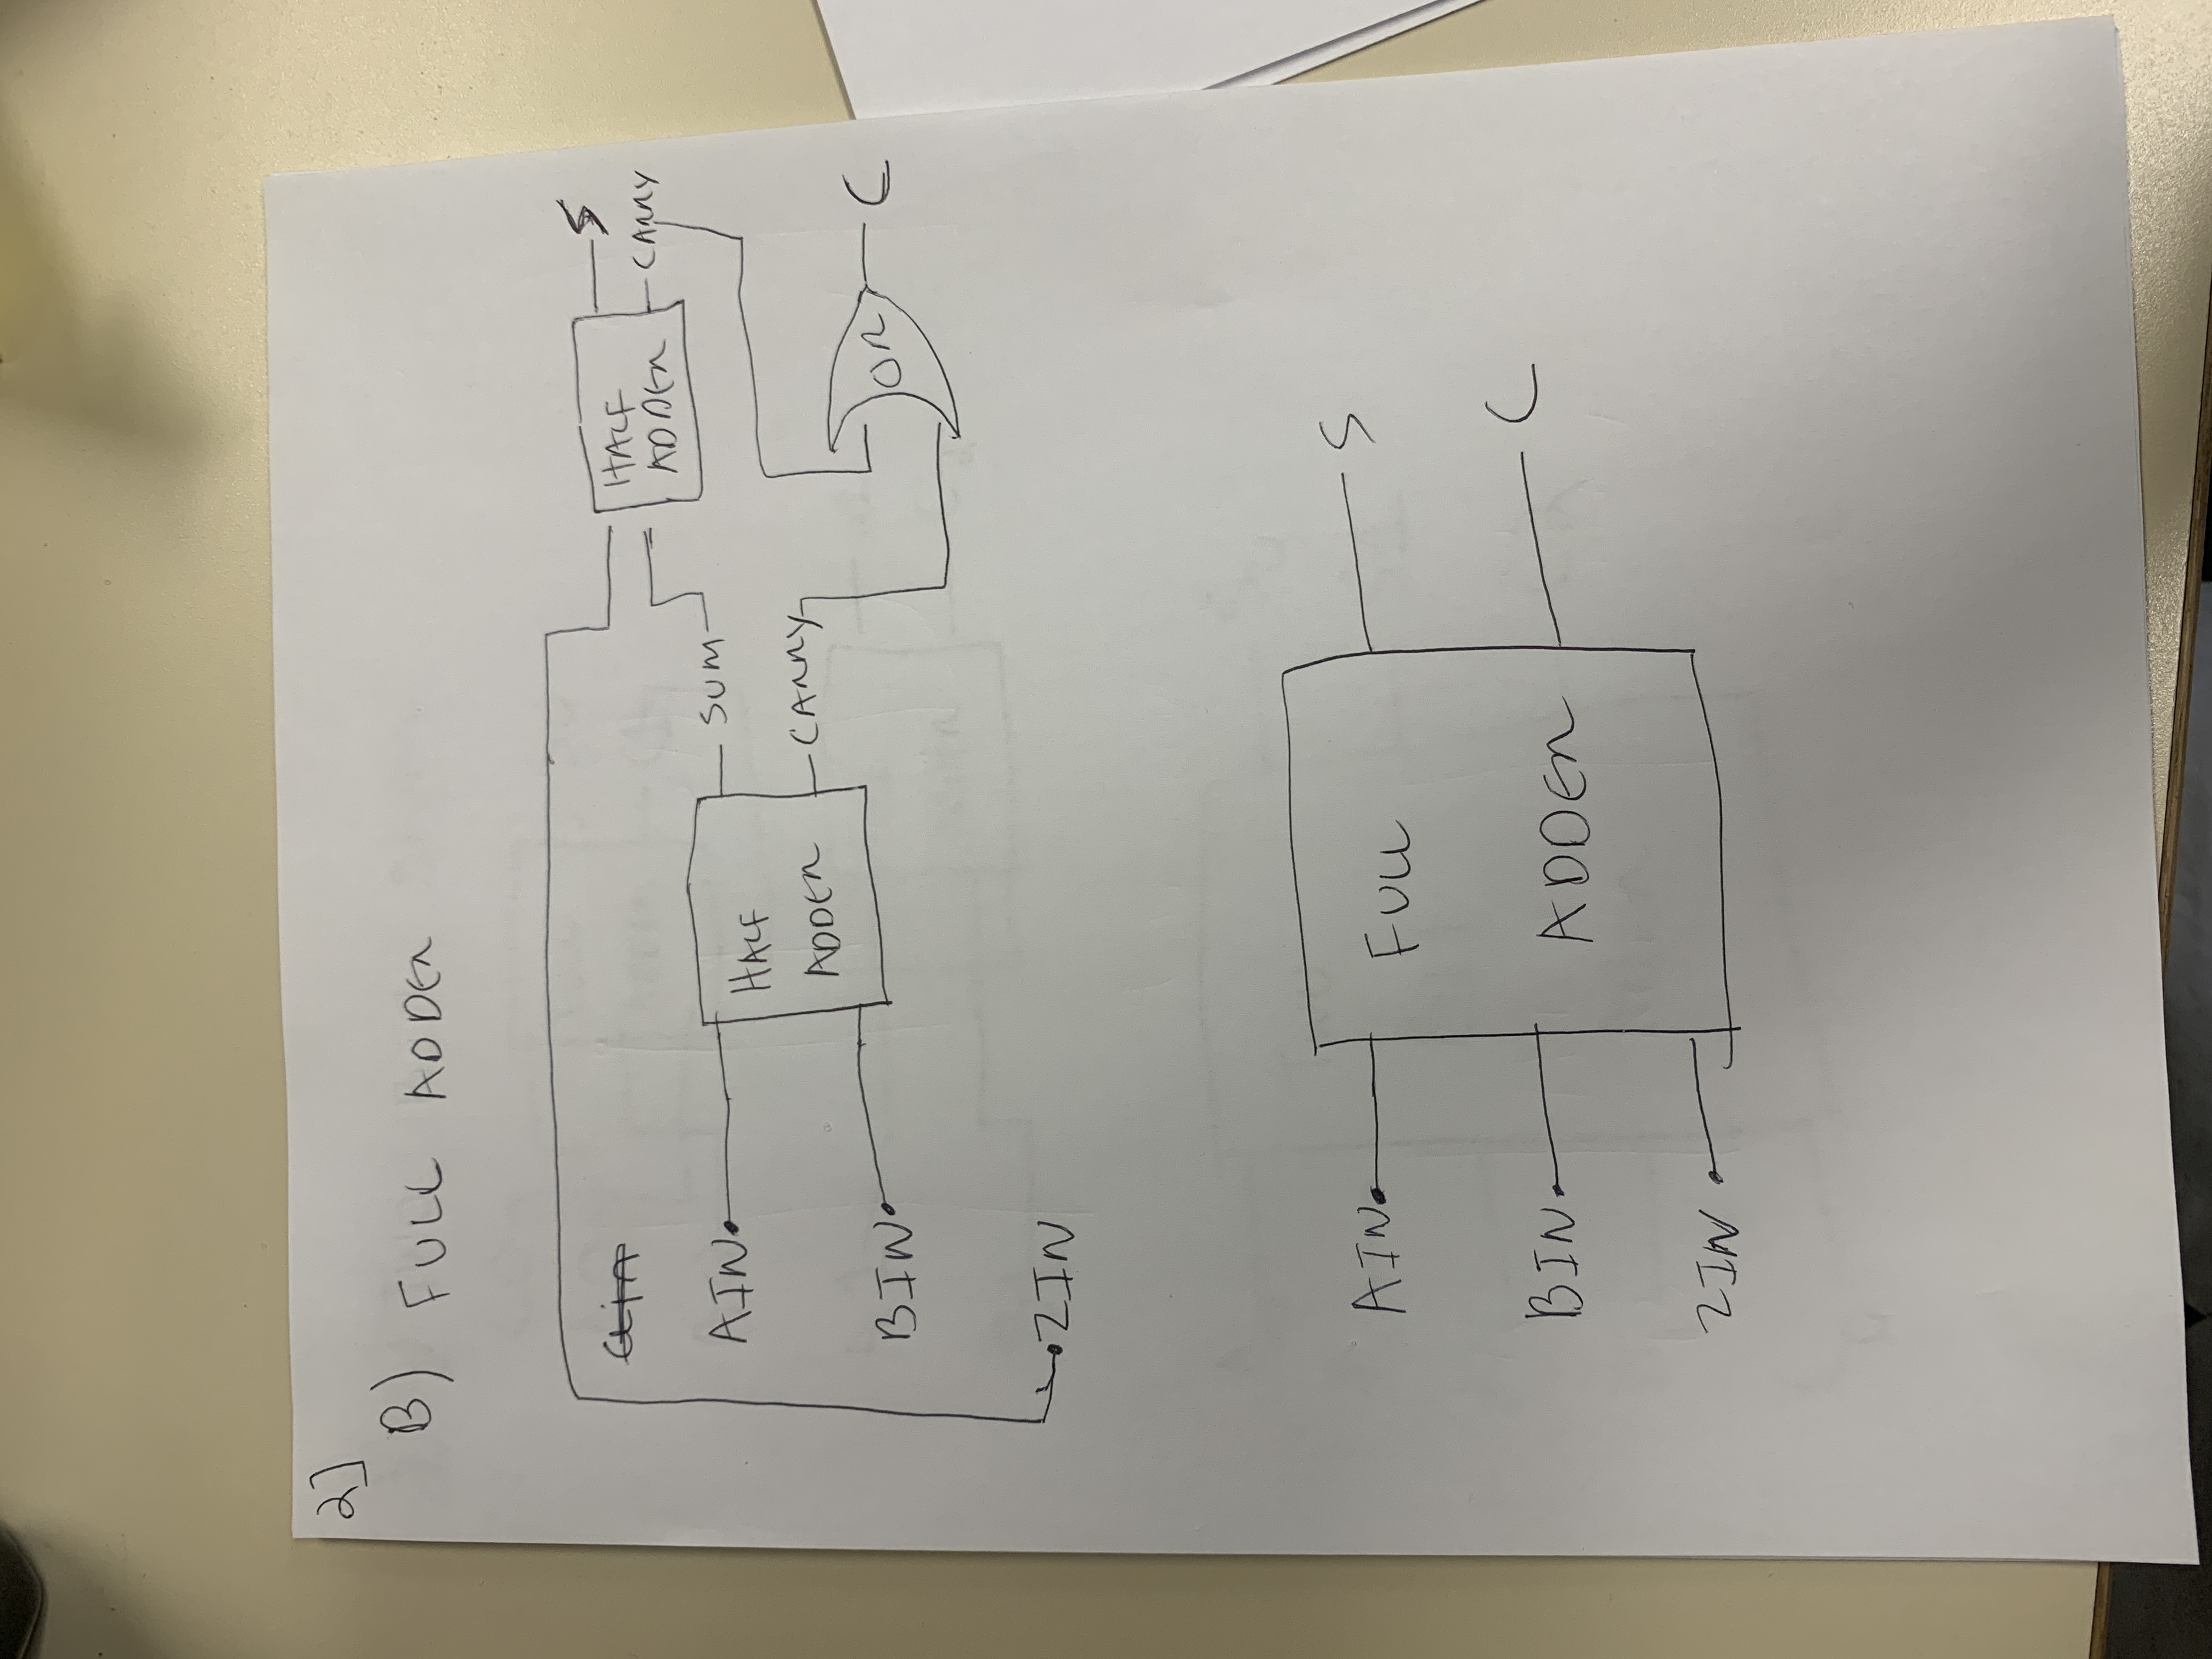 2]
B) FULL ADDER
AIN
BIN
ZIN
HALF
ADDER
SUM
CARRY
HALF
ADDER
S
CARRY
OR
C
AIN
BIN
ZIN
FULL
ADDER
S
C